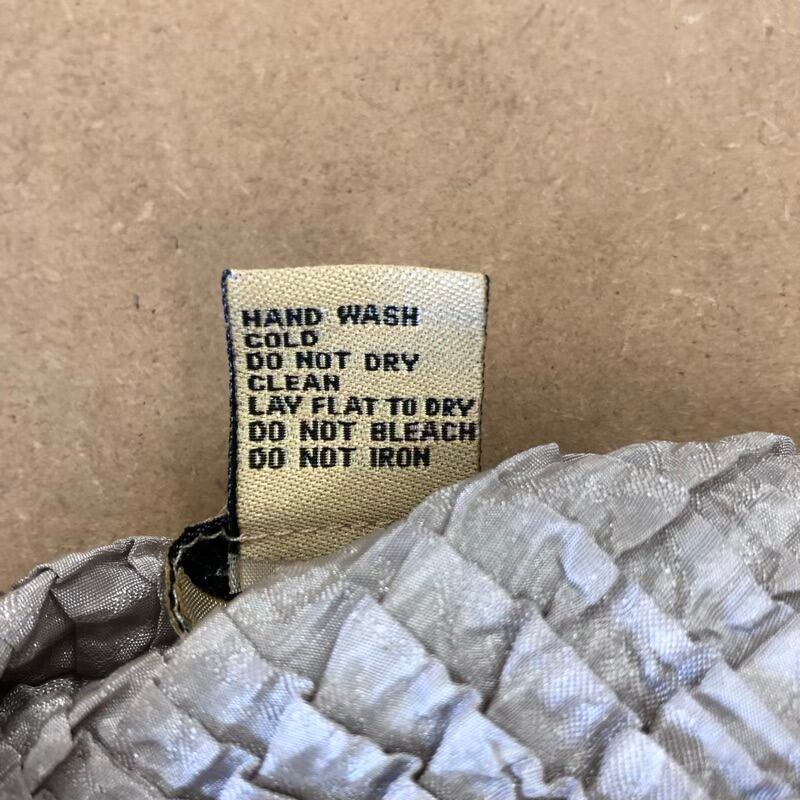 HAND WASH
COLD
DO NOT DRY
CLEAN
LAY FLAT TO DRY
DO NOT BLEACH
DO NOT IRON